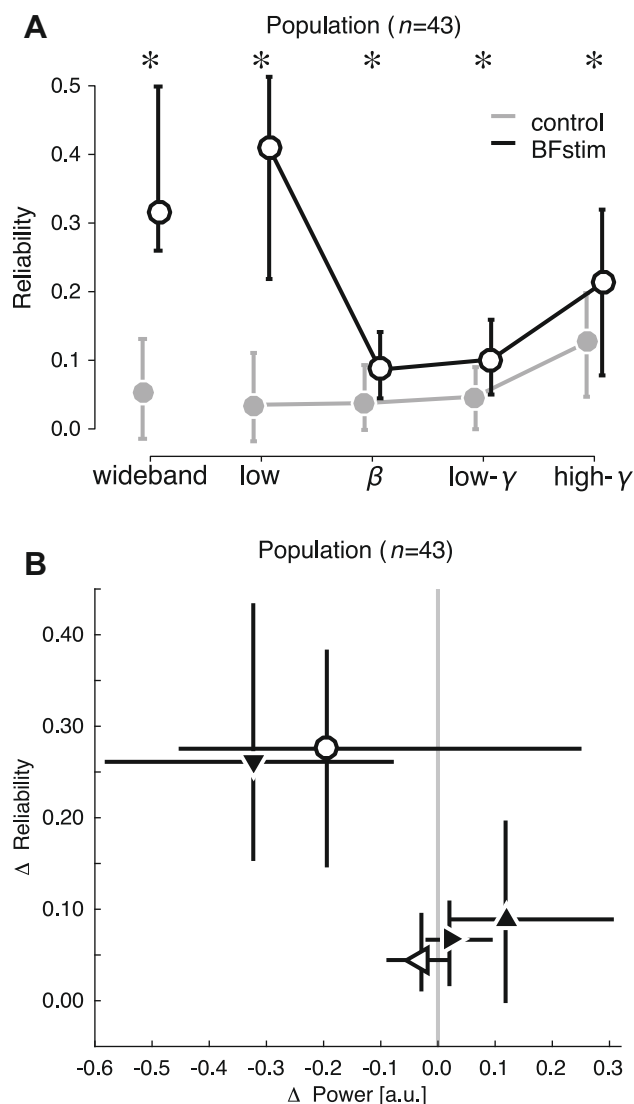 A
Population (n=43)
* * * * *
0.5
0.4
0.3
0.2
0.1
0.0
Reliability
control
BFstim
wideband low β low-γ high-γ
B
Population (n=43)
0.40
0.30
0.20
0.10
0.00
Δ Reliability
-0.6 -0.5 -0.4 -0.3 -0.2 -0.1 0.0 0.1 0.2 0.3
Δ Power [a.u.]